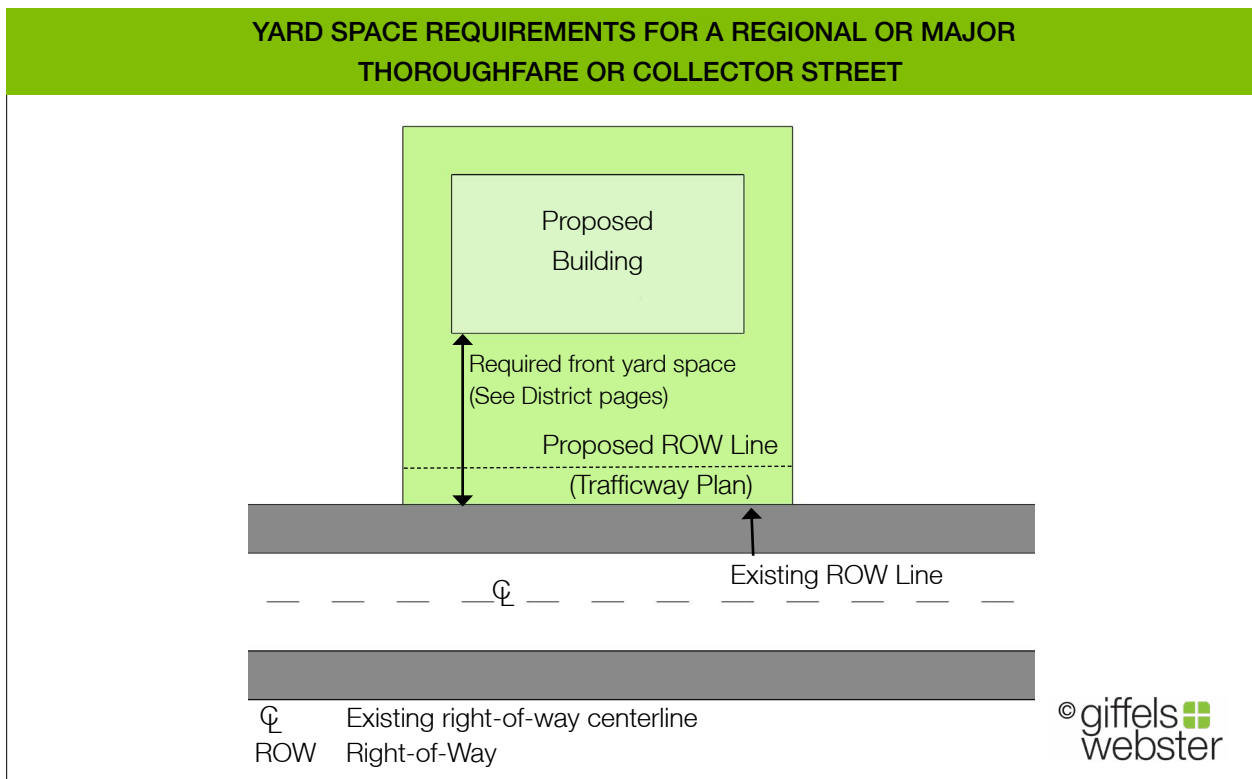 YARD SPACE REQUIREMENTS FOR A REGIONAL OR MAJOR
THOROUGHFARE OR COLLECTOR STREET
Proposed
Building
Required front yard space
(See District pages)
Proposed ROW Line
(Trafficway Plan)
Existing ROW Line
℄
℄ Existing right-of-way centerline
ROW Right-of-Way
© giffels
webster